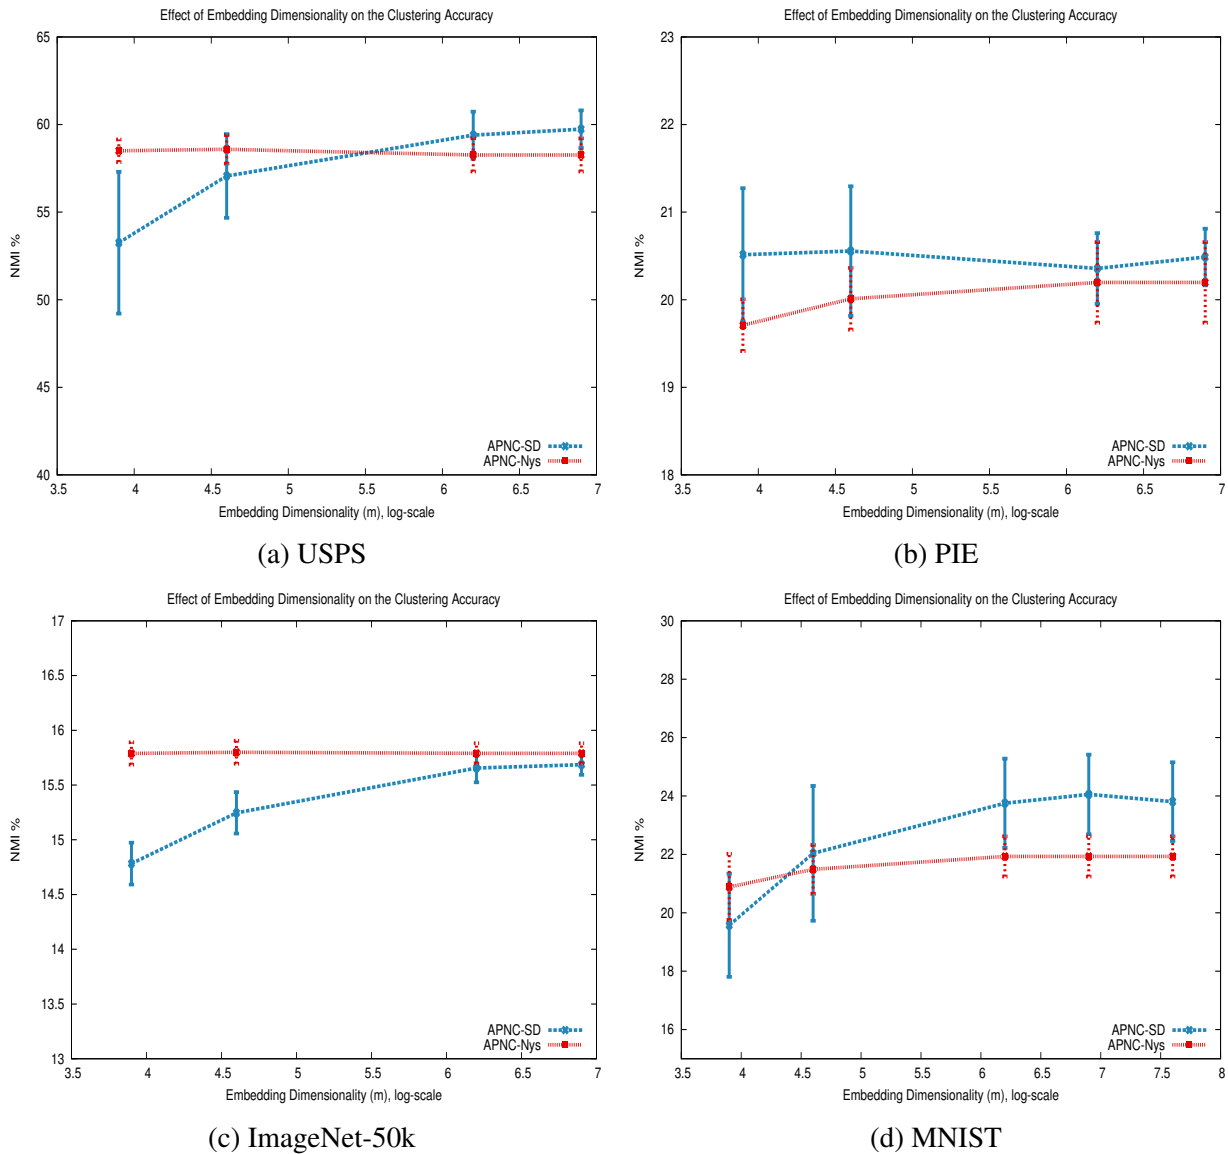 Effect of Embedding Dimensionality on the Clustering Accuracy
65
60
55
50
45
40
NMI %
APNC-SD
APNC-Nys
3.5 4 4.5 5 5.5 6 6.5 7
Embedding Dimensionality (m), log-scale
(a) USPS
Effect of Embedding Dimensionality on the Clustering Accuracy
23
22
21
20
19
18
NMI %
APNC-SD
APNC-Nys
3.5 4 4.5 5 5.5 6 6.5 7
Embedding Dimensionality (m), log-scale
(b) PIE
Effect of Embedding Dimensionality on the Clustering Accuracy
17
16.5
16
15.5
15
14.5
14
13.5
13
NMI %
APNC-SD
APNC-Nys
3.5 4 4.5 5 5.5 6 6.5 7
Embedding Dimensionality (m), log-scale
(c) ImageNet-50k
Effect of Embedding Dimensionality on the Clustering Accuracy
30
28
26
24
22
20
18
16
NMI %
APNC-SD
APNC-Nys
3.5 4 4.5 5 5.5 6 6.5 7 7.5 8
Embedding Dimensionality (m), log-scale
(d) MNIST